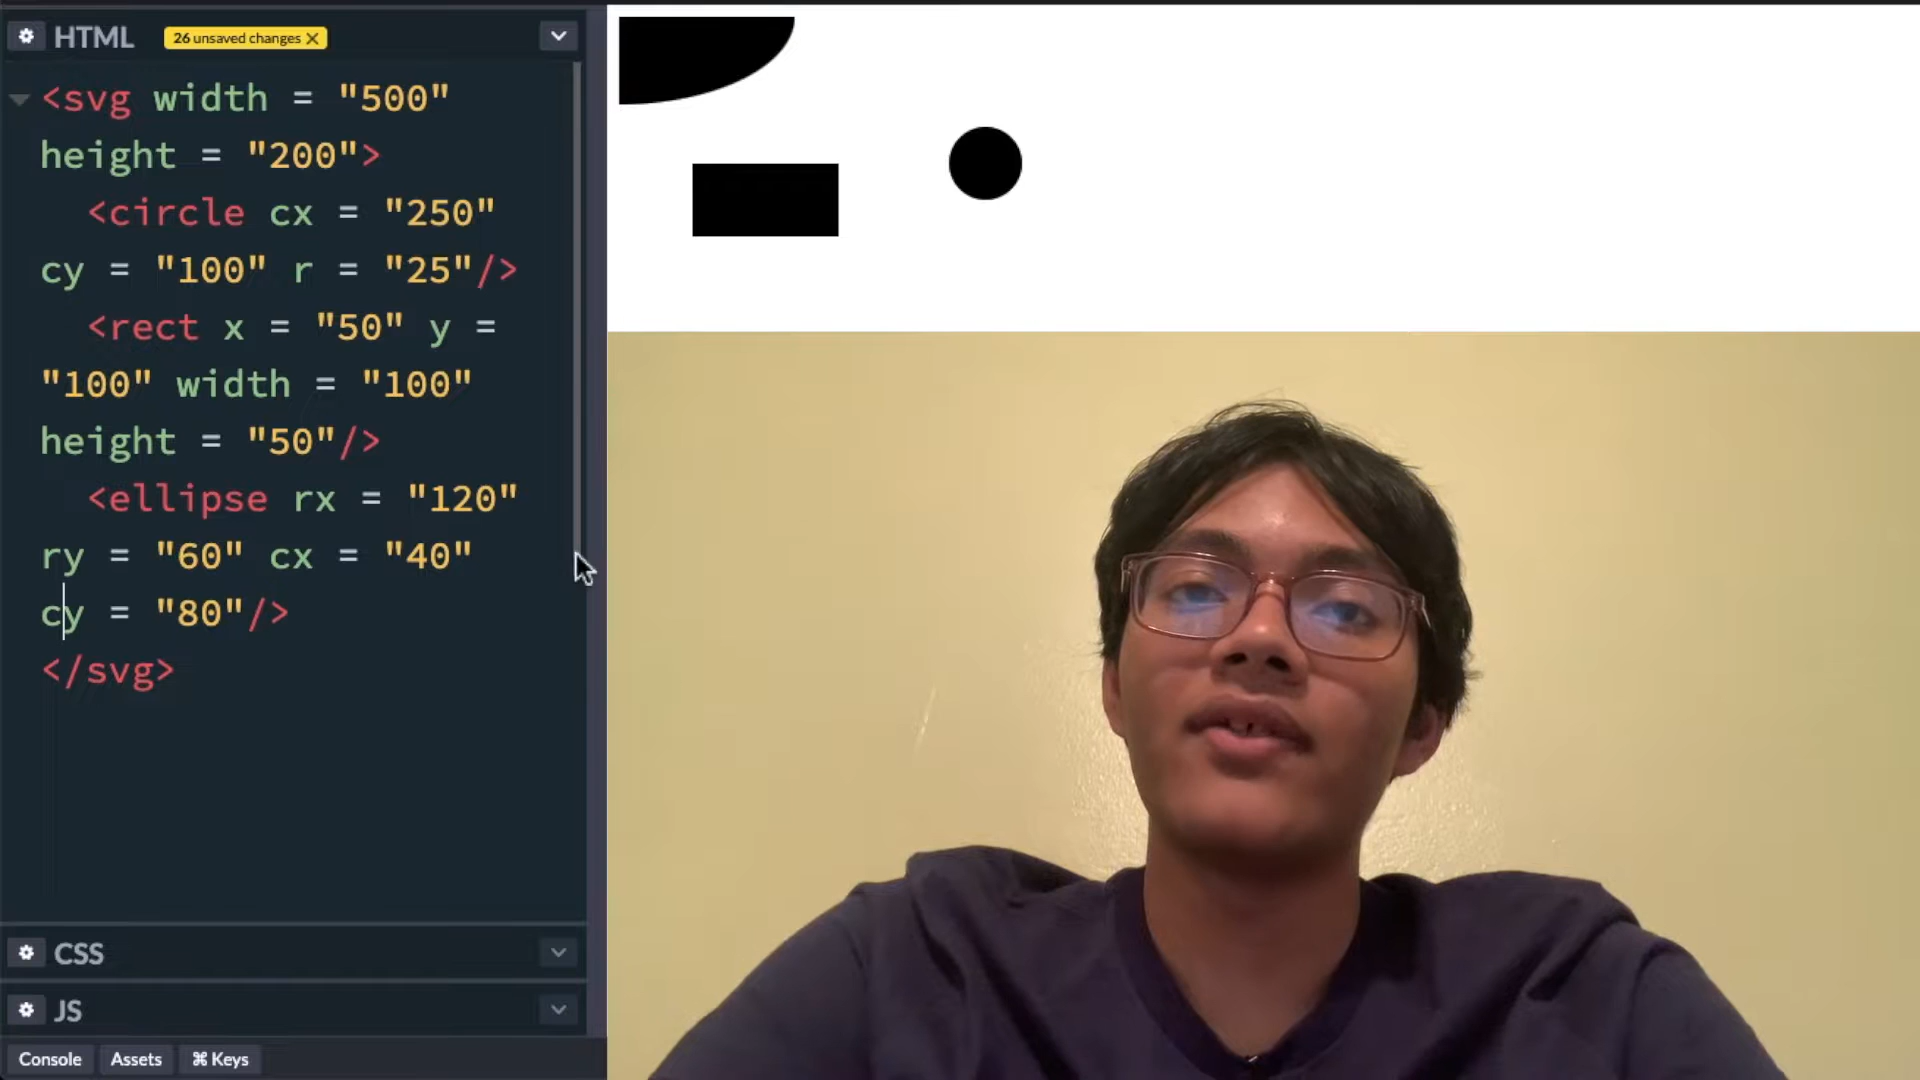 HTML 26 unsaved changes X
<svg width = "500"
height = "200">
<circle cx = "250"
cy = "100" r = "25"/>
<rect x = "50" y =
"100" width = "100"
height = "50"/>
<ellipse rx = "120"
ry = "60" cx = "40"
cy = "80"/>
</svg>
CSS
JS
Console Assets ⌘ Keys